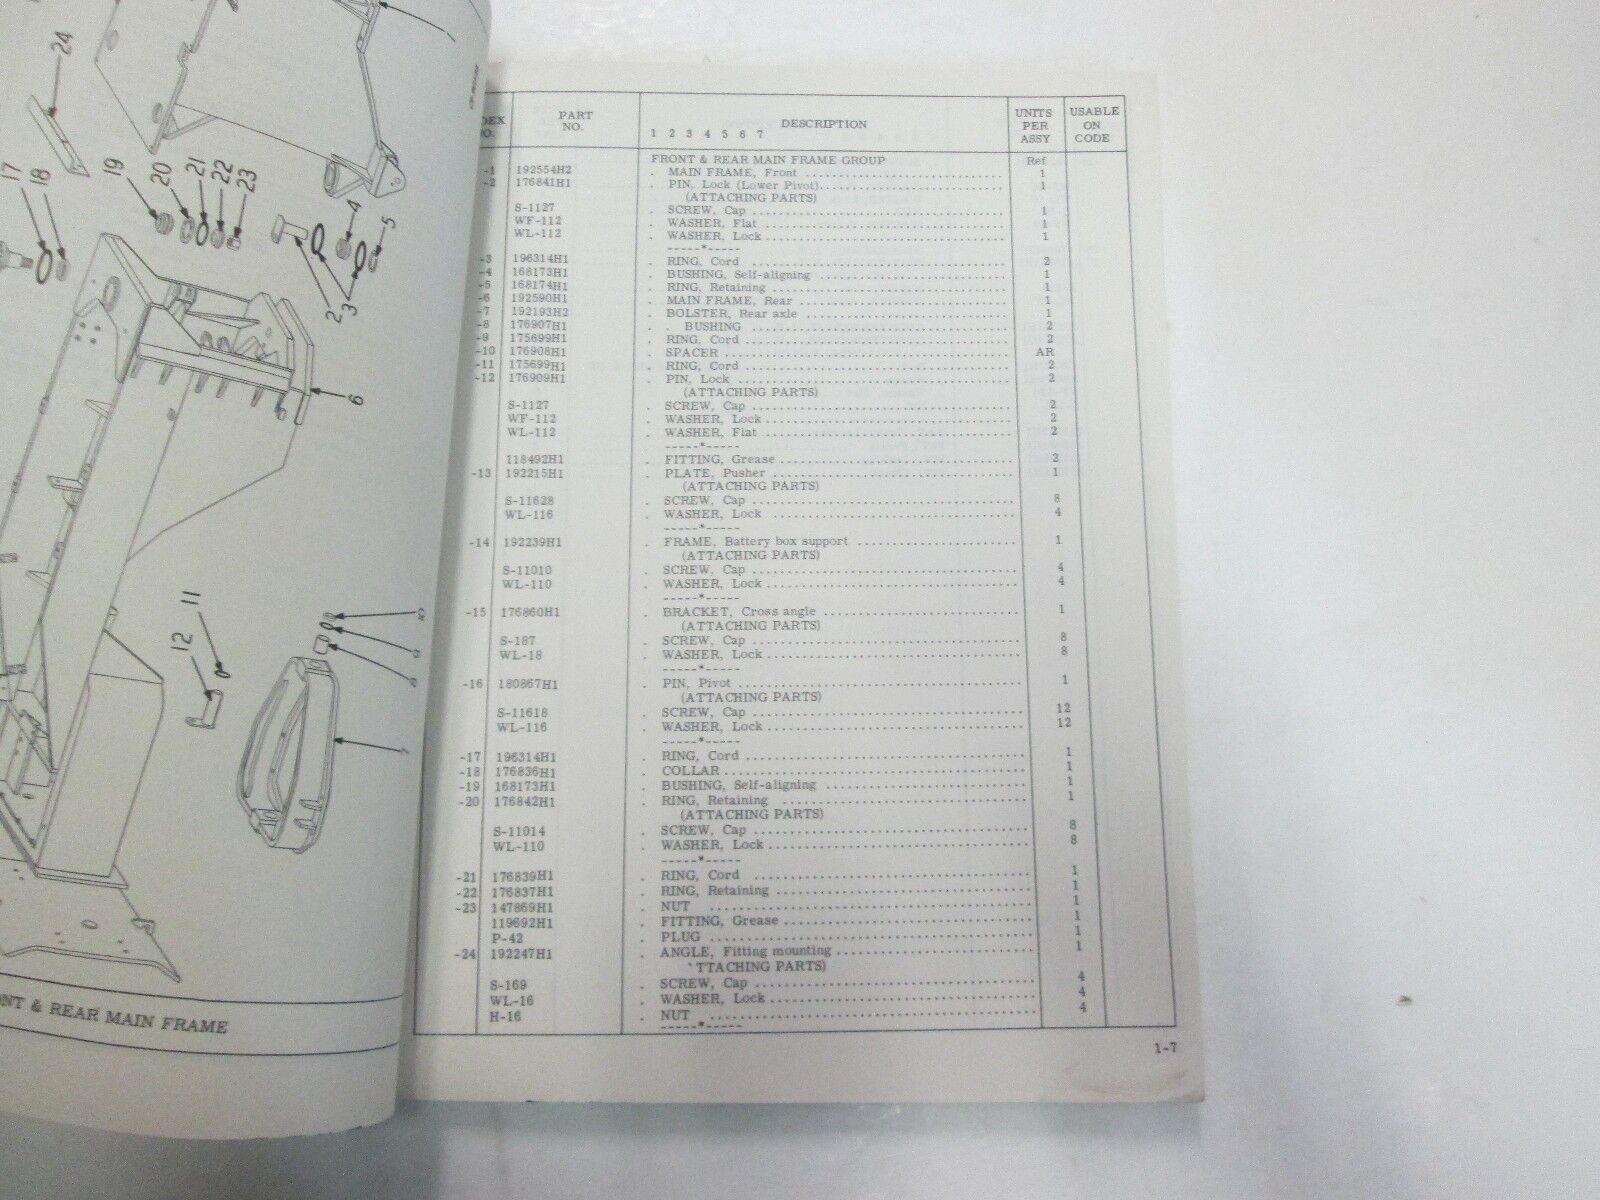 24
17
18
19
20
21
22
23
4
5
2
3
6
11
12
7
ONT & REAR MAIN FRAME
DEX NO. PART NO. DESCRIPTION UNITS PER ASSY USABLE ON CODE
1 2 3 4 5 6 7
FRONT & REAR MAIN FRAME GROUP Ref
-1 192554H2 . MAIN FRAME, Front 1
-2 176841H1 . PIN, Lock (Lower Pivot) 1
(ATTACHING PARTS)
S-1127 . SCREW, Cap 1
WF-112 . WASHER, Flat 1
WL-112 . WASHER, Lock 1
-----*-----
-3 196314H1 . RING, Cord 2
-4 168173H1 . BUSHING, Self-aligning 1
-5 168174H1 . RING, Retaining 1
-6 192590H1 . MAIN FRAME, Rear 1
-7 192193H2 . BOLSTER, Rear axle 1
-8 176907H1 . . BUSHING 2
-9 175699H1 . RING, Cord 2
-10 176908H1 . SPACER AR
-11 175699H1 . RING, Cord 2
-12 176909H1 . PIN, Lock 2
(ATTACHING PARTS)
S-1127 . SCREW, Cap 2
WF-112 . WASHER, Lock 2
WL-112 . WASHER, Flat 2
-----*-----
118492H1 . FITTING, Grease 2
-13 192215H1 . PLATE, Pusher 1
(ATTACHING PARTS)
S-11628 . SCREW, Cap 8
WL-116 . WASHER, Lock 4
-----*-----
-14 192239H1 . FRAME, Battery box support 1
(ATTACHING PARTS)
S-11010 . SCREW, Cap 4
WL-110 . WASHER, Lock 4
-----*-----
-15 176860H1 . BRACKET, Cross angle 1
(ATTACHING PARTS)
S-187 . SCREW, Cap 8
WL-18 . WASHER, Lock 8
-----*-----
-16 180867H1 . PIN, Pivot 1
(ATTACHING PARTS)
S-11618 . SCREW, Cap 12
WL-116 . WASHER, Lock 12
-----*-----
-17 196314H1 . RING, Cord 1
-18 176836H1 . COLLAR 1
-19 168173H1 . BUSHING, Self-aligning 1
-20 176842H1 . RING, Retaining 1
(ATTACHING PARTS)
S-11014 . SCREW, Cap 8
WL-110 . WASHER, Lock 8
-----*-----
-21 176839H1 . RING, Cord 1
-22 176837H1 . RING, Retaining 1
-23 147869H1 . NUT 1
119692H1 . FITTING, Grease 1
P-42 . PLUG 1
-24 192247H1 . ANGLE, Fitting mounting 1
TTACHING PARTS)
S-169 . SCREW, Cap 4
WL-16 . WASHER, Lock 4
H-16 . NUT 4
-----*-----
1-7